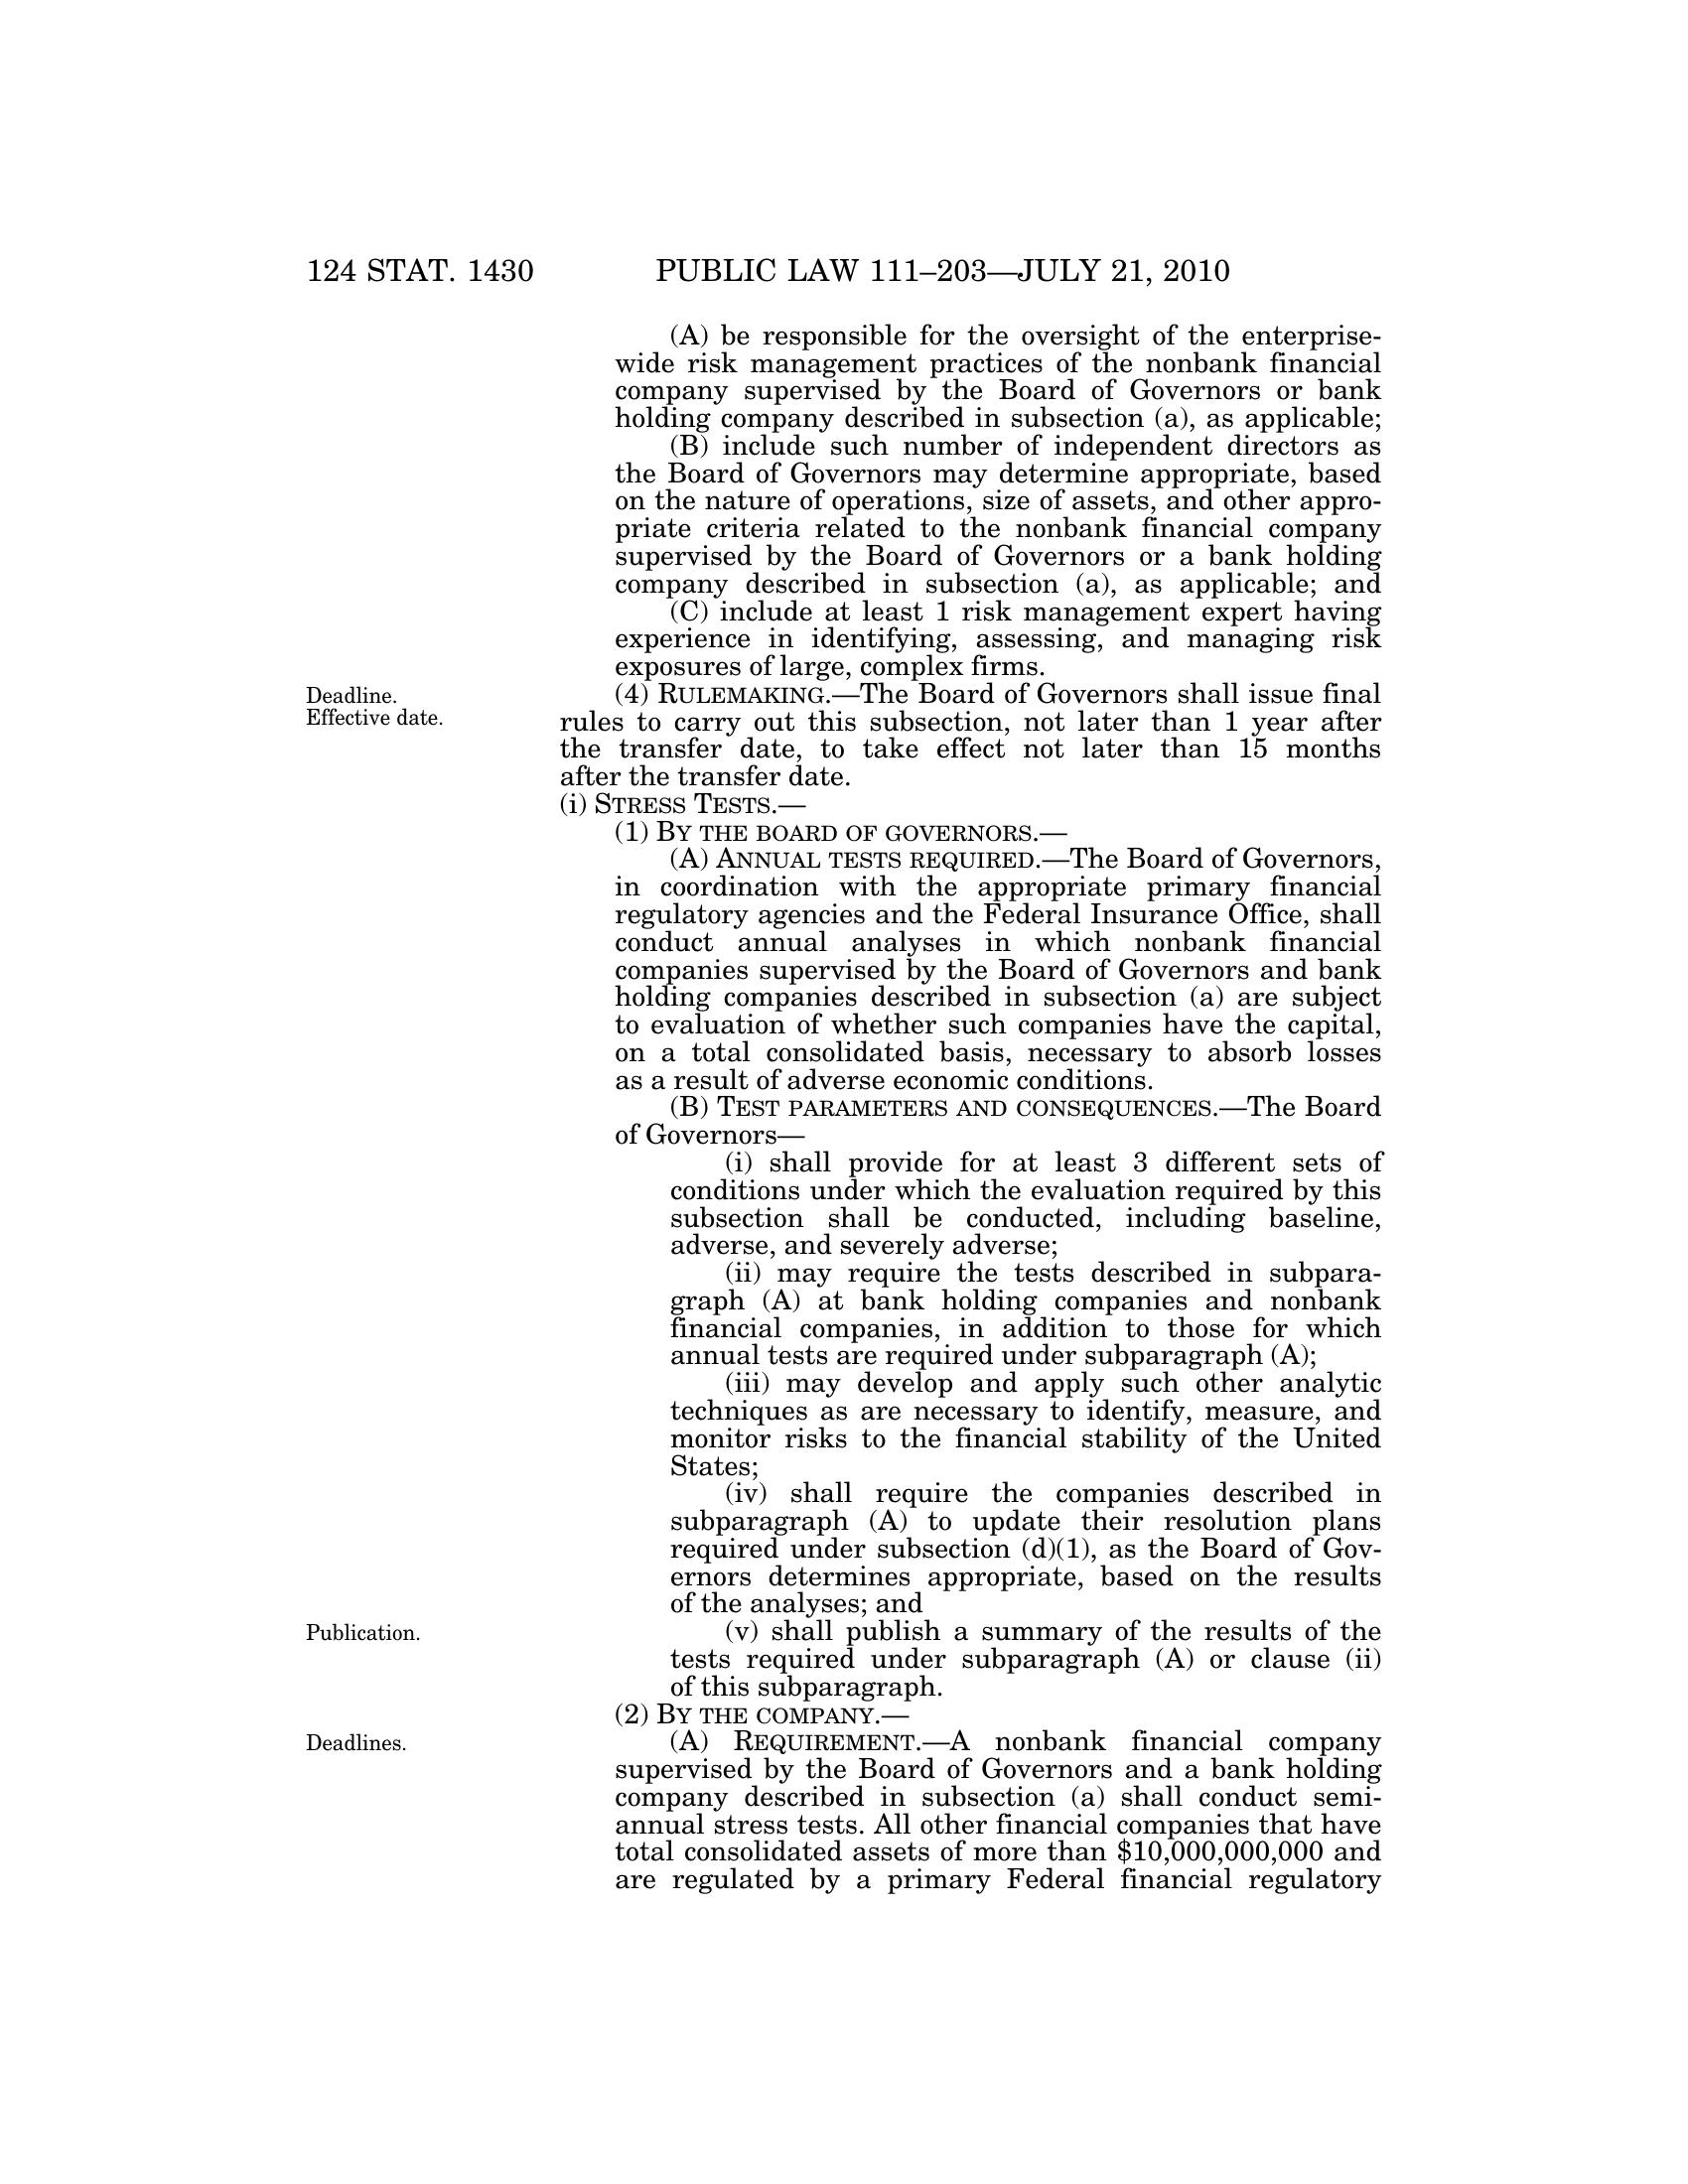 124 STAT. 1430 PUBLIC LAW 111–203—JULY 21, 2010
(A) be responsible for the oversight of the enterprise-
wide risk management practices of the nonbank financial
company supervised by the Board of Governors or bank
holding company described in subsection (a), as applicable;
(B) include such number of independent directors as
the Board of Governors may determine appropriate, based
on the nature of operations, size of assets, and other appro-
priate criteria related to the nonbank financial company
supervised by the Board of Governors or a bank holding
company described in subsection (a), as applicable; and
(C) include at least 1 risk management expert having
experience in identifying, assessing, and managing risk
exposures of large, complex firms.
Deadline.
Effective date.
(4) RULEMAKING.—The Board of Governors shall issue final
rules to carry out this subsection, not later than 1 year after
the transfer date, to take effect not later than 15 months
after the transfer date.
(i) STRESS TESTS.—
(1) BY THE BOARD OF GOVERNORS.—
(A) ANNUAL TESTS REQUIRED.—The Board of Governors,
in coordination with the appropriate primary financial
regulatory agencies and the Federal Insurance Office, shall
conduct annual analyses in which nonbank financial
companies supervised by the Board of Governors and bank
holding companies described in subsection (a) are subject
to evaluation of whether such companies have the capital,
on a total consolidated basis, necessary to absorb losses
as a result of adverse economic conditions.
(B) TEST PARAMETERS AND CONSEQUENCES.—The Board
of Governors—
(i) shall provide for at least 3 different sets of
conditions under which the evaluation required by this
subsection shall be conducted, including baseline,
adverse, and severely adverse;
(ii) may require the tests described in subpara-
graph (A) at bank holding companies and nonbank
financial companies, in addition to those for which
annual tests are required under subparagraph (A);
(iii) may develop and apply such other analytic
techniques as are necessary to identify, measure, and
monitor risks to the financial stability of the United
States;
(iv) shall require the companies described in
subparagraph (A) to update their resolution plans
required under subsection (d)(1), as the Board of Gov-
ernors determines appropriate, based on the results
of the analyses; and
Publication.
(v) shall publish a summary of the results of the
tests required under subparagraph (A) or clause (ii)
of this subparagraph.
(2) BY THE COMPANY.—
Deadlines.
(A) REQUIREMENT.—A nonbank financial company
supervised by the Board of Governors and a bank holding
company described in subsection (a) shall conduct semi-
annual stress tests. All other financial companies that have
total consolidated assets of more than $10,000,000,000 and
are regulated by a primary Federal financial regulatory